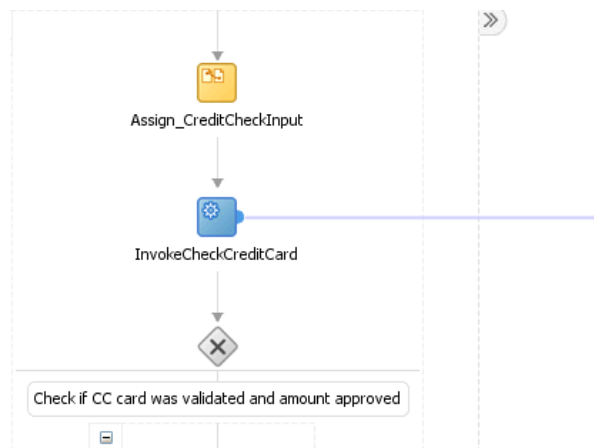 Assign_CreditCheckInput
InvokeCheckCreditCard
Check if CC card was validated and amount approved